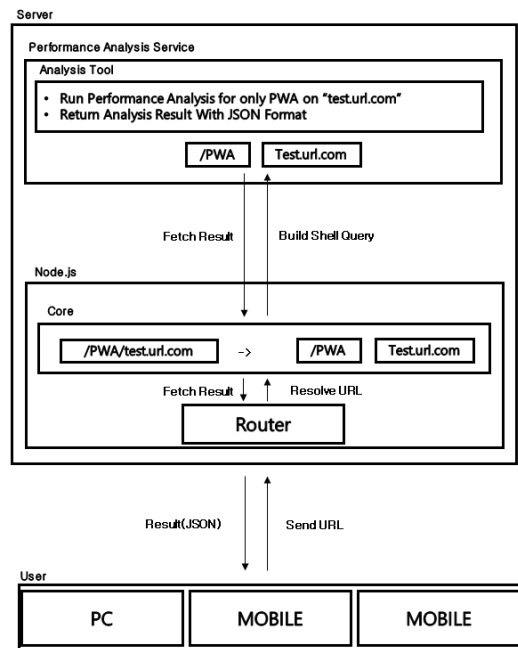 Server
Performance Analysis Service
Analysis Tool
• Run Performance Analysis for only PWA on "test.url.com"
• Return Analysis Result With JSON Format
/PWA Test.url.com
Fetch Result Build Shell Query
Node.js
Core
/PWA/test.url.com -> /PWA Test.url.com
Fetch Result Resolve URL
Router
Result(JSON) Send URL
User
PC MOBILE MOBILE